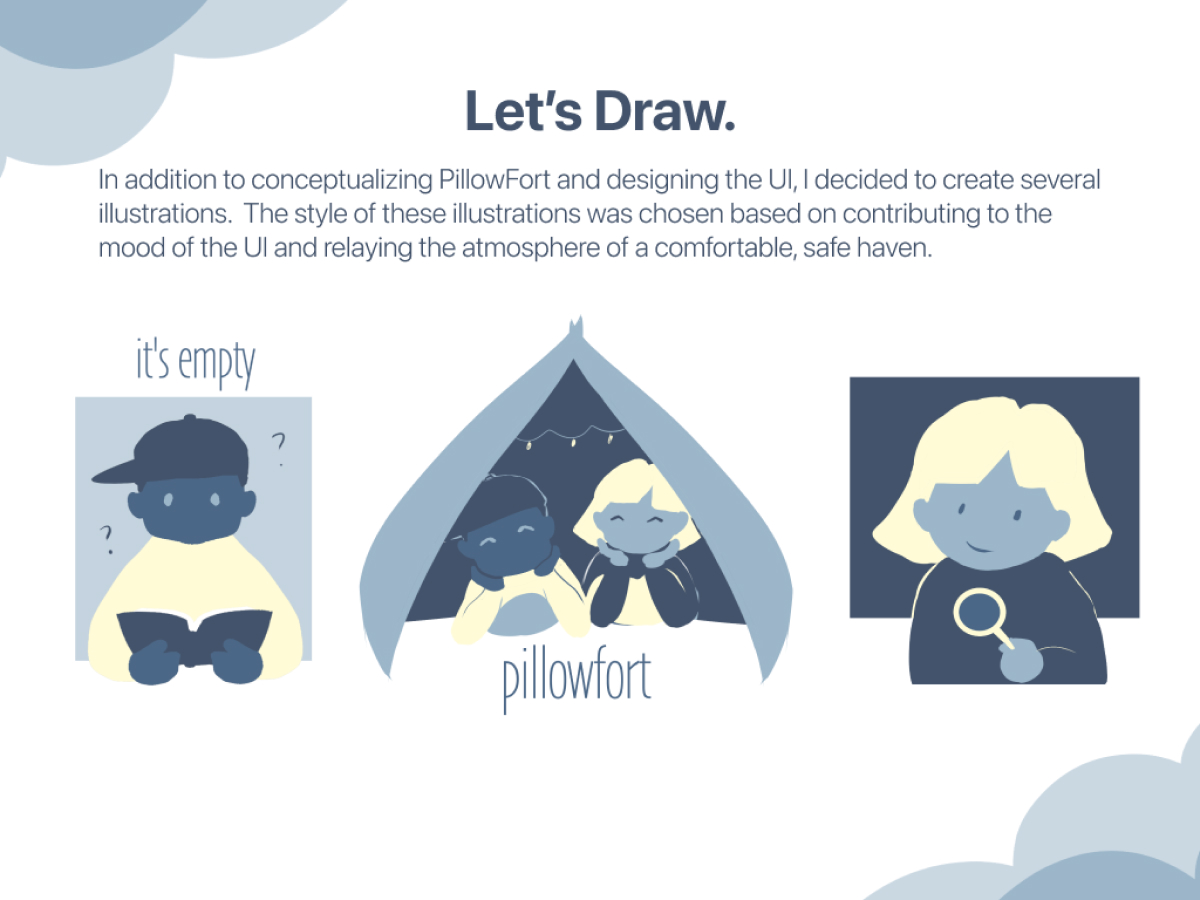 Let's Draw.
In addition to conceptualizing PillowFort and designing the UI, I decided to create several
illustrations.  The style of these illustrations was chosen based on contributing to the
mood of the UI and relaying the atmosphere of a comfortable, safe haven.
it's empty
?
?
pillowfort